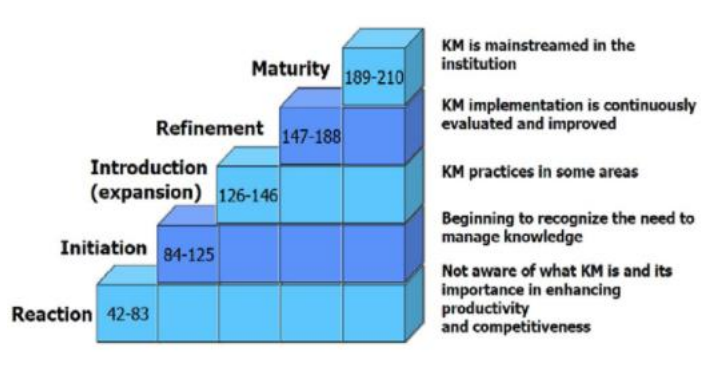 KM is mainstreamed in the
institution
Maturity
189-210
KM implementation is continuously
evaluated and improved
Refinement
147-188
Introduction
(expansion)
126-146
KM practices in some areas
Beginning to recognize the need to
manage knowledge
Initiation
84-125
Not aware of what KM is and its
importance in enhancing
productivity
and competitiveness
Reaction
42-83